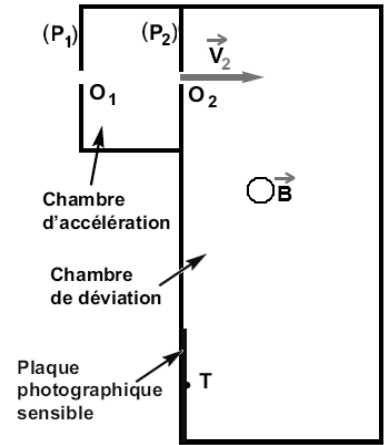 (P₁)
(P₂)
V₂
O₁
O₂
B
Chambre
d'accélération
Chambre
de déviation
Plaque
photographique
sensible
T